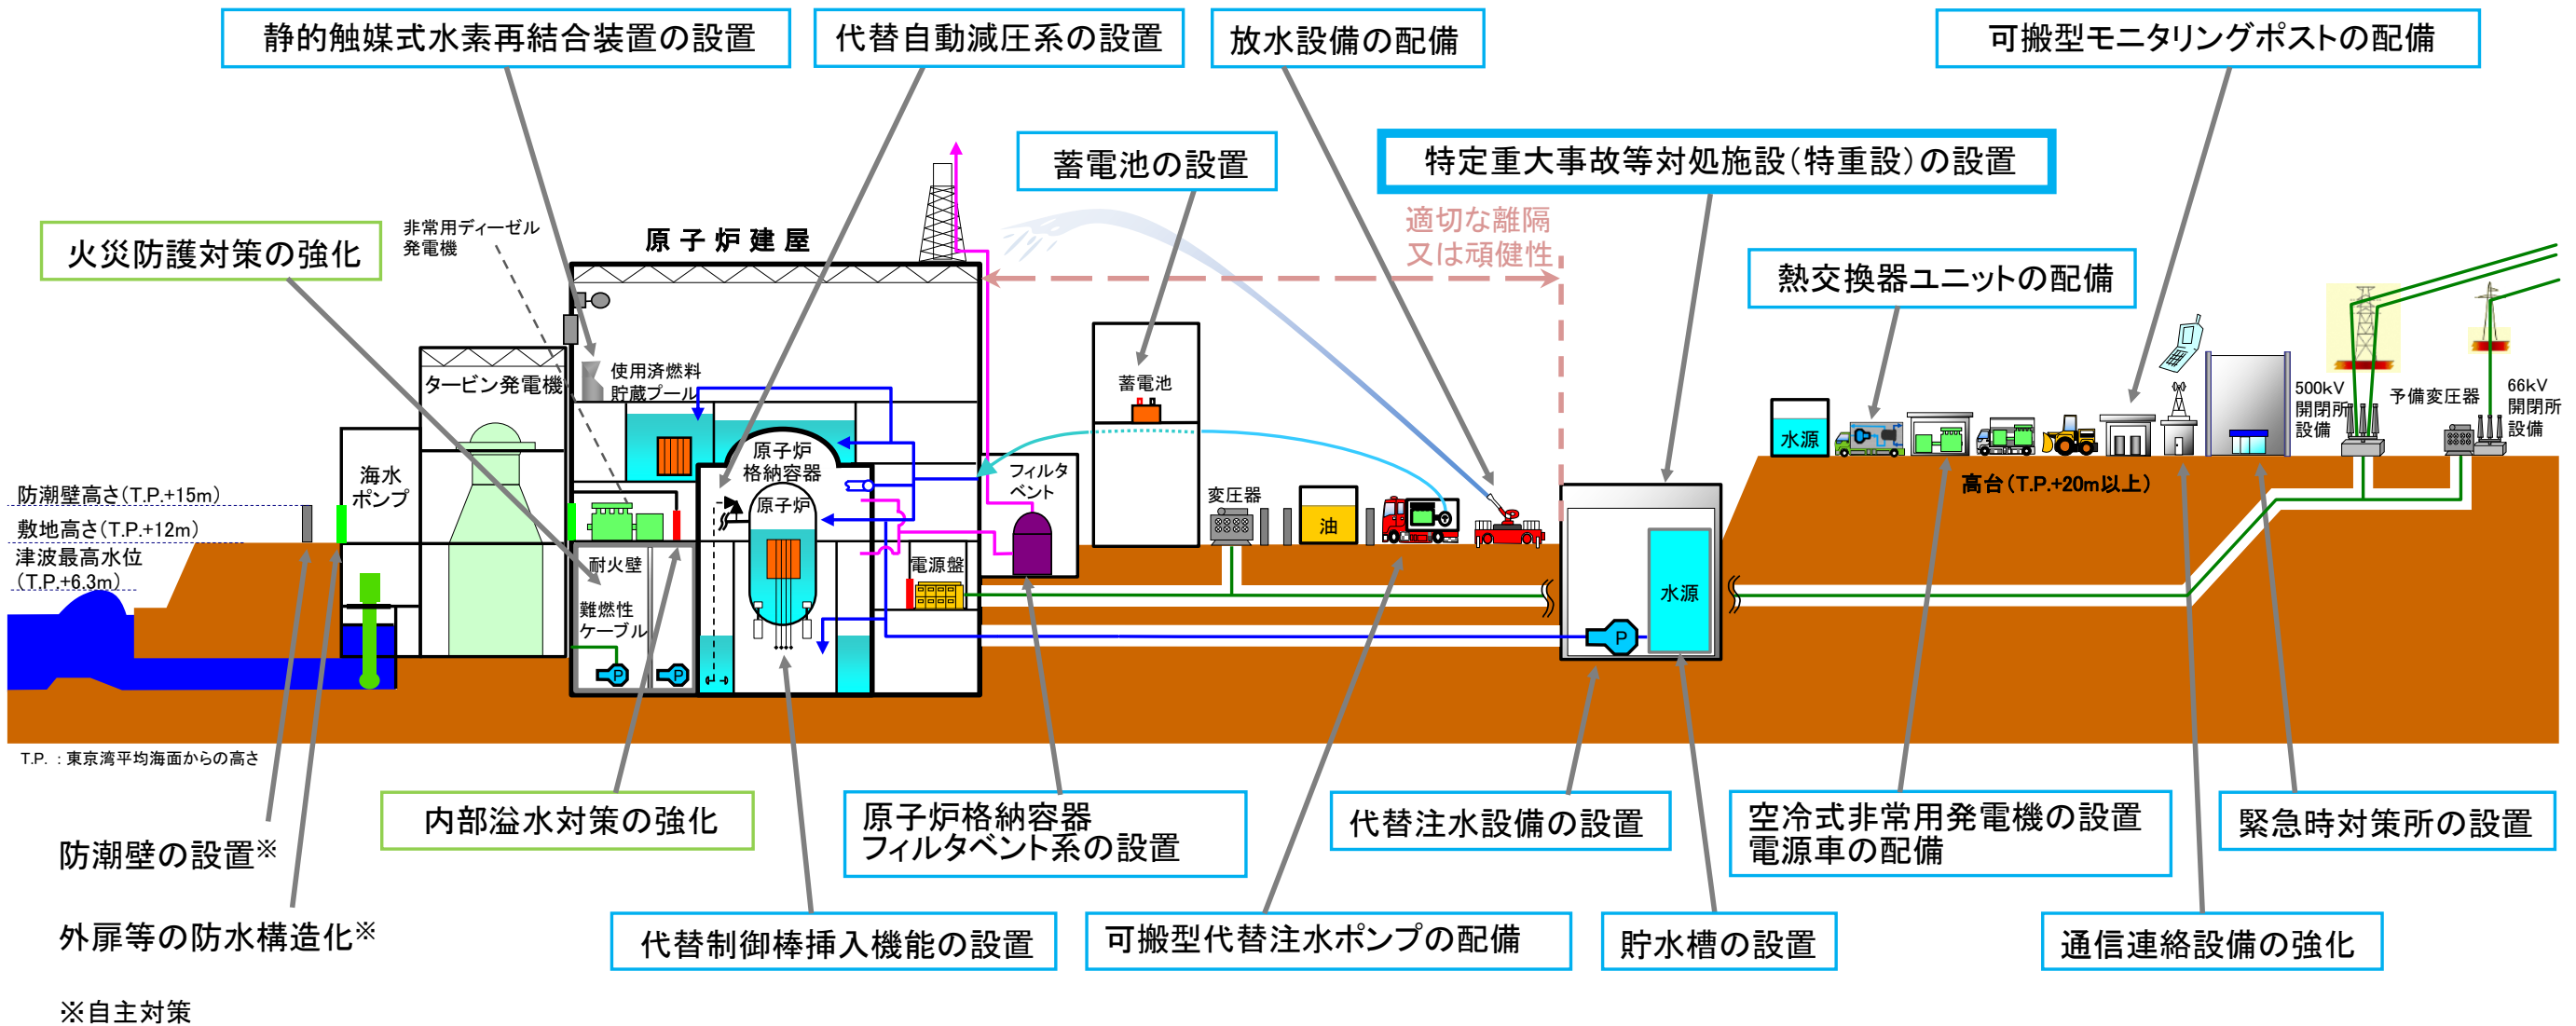 静的触媒式水素再結合装置の設置
代替自動減圧系の設置
放水設備の配備
可搬型モニタリングポストの配備
蓄電池の設置
特定重大事故等対処施設(特重設)の設置
火災防護対策の強化
非常用ディーゼル
発電機
原子炉建屋
適切な離隔
又は頑健性
熱交換器ユニットの配備
タービン発電機
使用済燃料
貯蔵プール
蓄電池
500kV
開閉所
設備
予備変圧器
66kV
開閉所
設備
海水
ポンプ
原子炉
格納容器
原子炉
フィルタ
ベント
変圧器
油
水源
高台(T.P.+20m以上)
防潮壁高さ(T.P.+15m)
敷地高さ(T.P.+12m)
津波最高水位
(T.P.+6.3m)
耐火壁
難燃性
ケーブル
P
P
電源盤
水源
P
T.P. :東京湾平均海面からの高さ
防潮壁の設置※
外扉等の防水構造化※
※自主対策
内部溢水対策の強化
原子炉格納容器
フィルタベント系の設置
代替注水設備の設置
空冷式非常用発電機の設置
電源車の配備
緊急時対策所の設置
代替制御棒挿入機能の設置
可搬型代替注水ポンプの配備
貯水槽の設置
通信連絡設備の強化